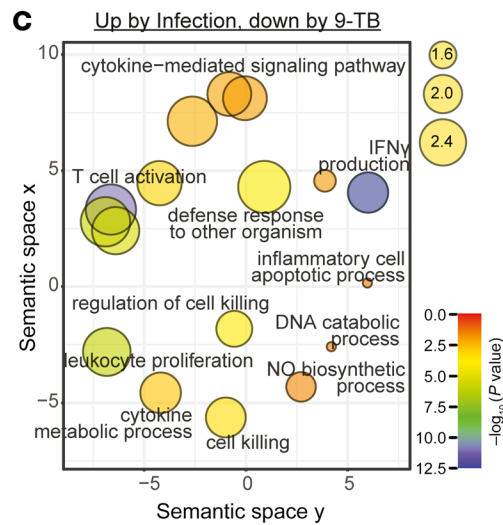 c
Up by Infection, down by 9-TB
10
5
0
−5
Semantic space x
cytokine−mediated signaling pathway
IFNγ
production
T cell activation
defense response
to other organism
inflammatory cell
apoptotic process
regulation of cell killing
DNA catabolic
process
leukocyte proliferation
NO biosynthetic
process
cytokine
metabolic process
cell killing
−5
0
5
Semantic space y
1.6
2.0
2.4
0.0
2.5
5.0
7.5
10.0
12.5
−log10(P value)